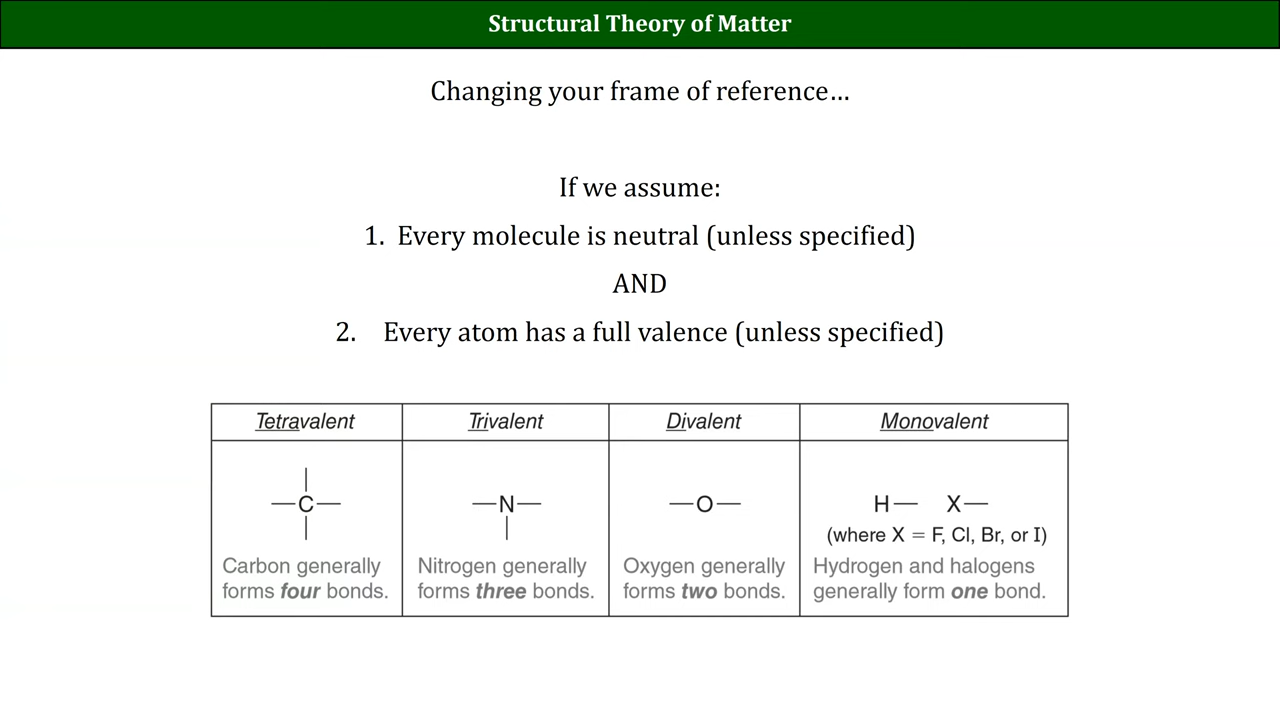 Structural Theory of Matter
Changing your frame of reference…
If we assume:
1. Every molecule is neutral (unless specified)
AND
2. Every atom has a full valence (unless specified)
Tetravalent
Trivalent
Divalent
Monovalent
—C—
—N—
—O—
H— X—
(where X = F, Cl, Br, or I)
Carbon generally
forms four bonds.
Nitrogen generally
forms three bonds.
Oxygen generally
forms two bonds.
Hydrogen and halogens
generally form one bond.